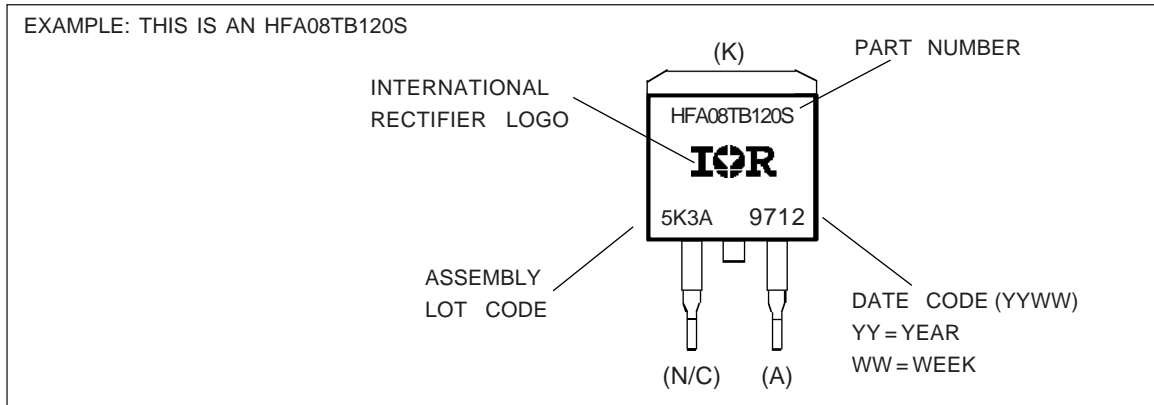 EXAMPLE: THIS IS AN HFA08TB120S
(K)
PART NUMBER
INTERNATIONAL
RECTIFIER LOGO
HFA08TB120S
IOR
5K3A 9712
ASSEMBLY
LOT CODE
DATE CODE (YYWW)
YY = YEAR
WW = WEEK
(N/C) (A)